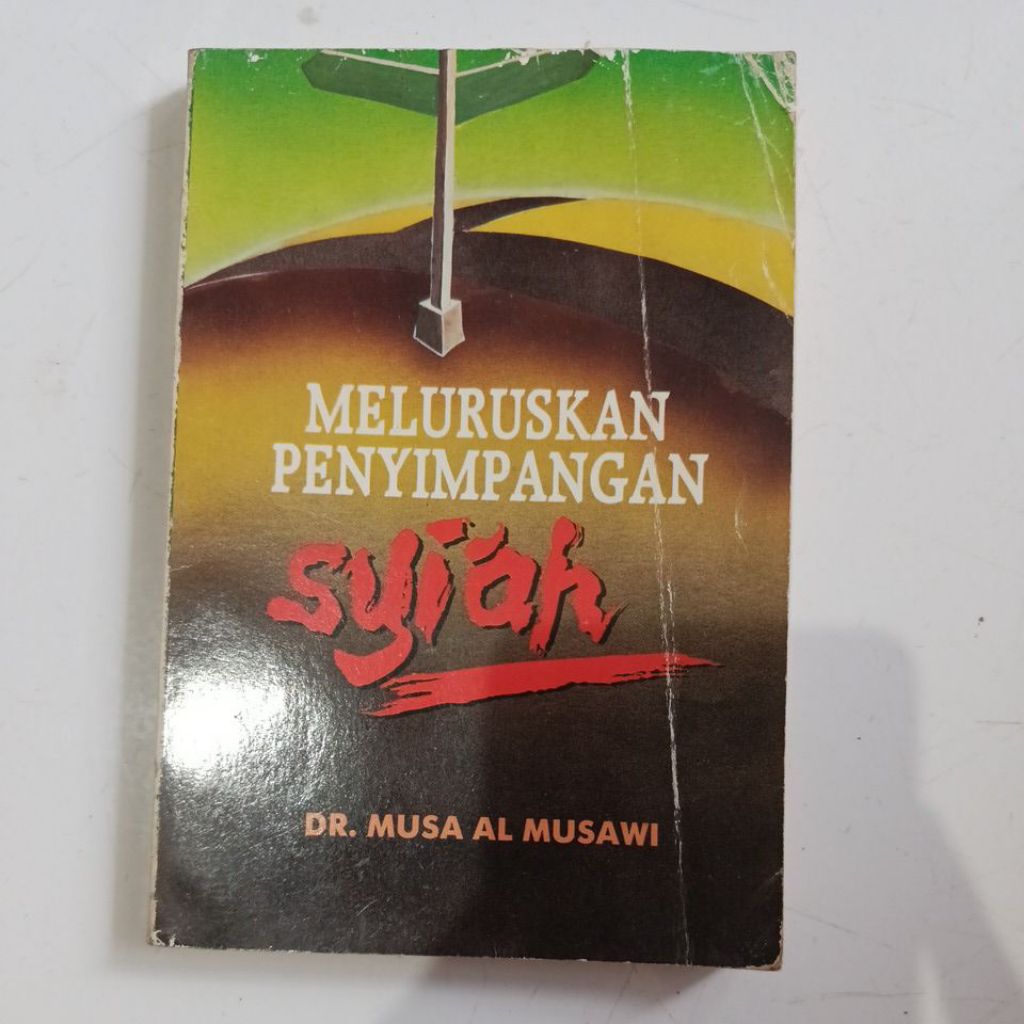 MELURUSKAN
PENYIMPANGAN
syiah
DR. MUSA AL MUSAWI